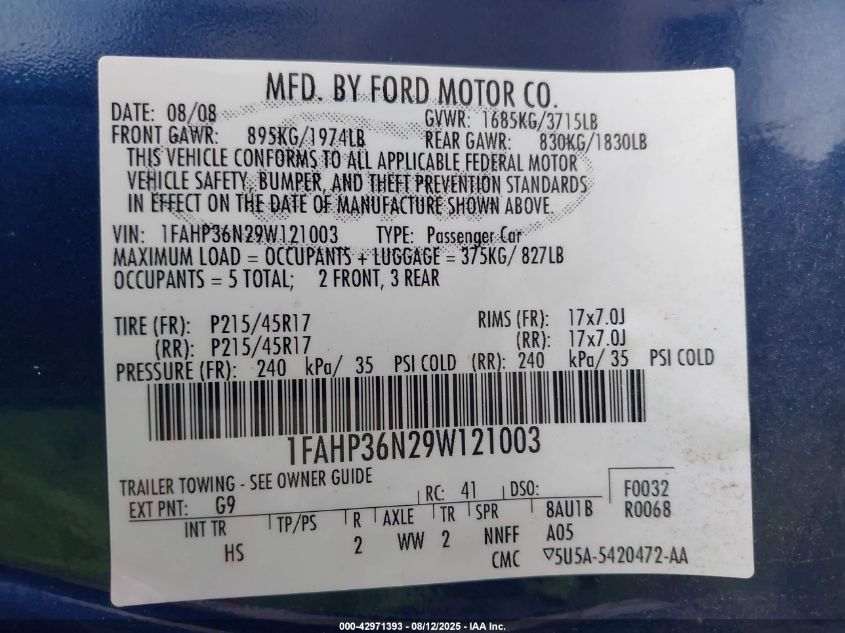 MFD. BY FORD MOTOR CO.
DATE: 08/08 GVWR: 1685KG/3715LB
FRONT GAWR: 895KG/1974LB REAR GAWR: 830KG/1830LB
THIS VEHICLE CONFORMS TO ALL APPLICABLE FEDERAL MOTOR
VEHICLE SAFETY, BUMPER, AND THEFT PREVENTION STANDARDS
IN EFFECT ON THE DATE OF MANUFACTURE SHOWN ABOVE.
VIN: 1FAHP36N29W121003 TYPE: Passenger Car
MAXIMUM LOAD = OCCUPANTS + LUGGAGE = 375KG/ 827LB
OCCUPANTS = 5 TOTAL; 2 FRONT, 3 REAR
TIRE (FR): P215/45R17 RIMS (FR): 17x7.0J
(RR): P215/45R17 (RR): 17x7.0J
PRESSURE (FR): 240 kPa/ 35 PSI COLD (RR): 240 kPa/ 35 PSI COLD
1FAHP36N29W121003
TRAILER TOWING - SEE OWNER GUIDE
EXT PNT: G9 RC: 41 DSO: F0032
INT TR TP/PS R AXLE TR SPR 8AU1B R0068
HS 2 WW 2 NNFF A05
CMC ▽5U5A-5420472-AA
000-42971393 - 08/12/2025 - IAA Inc.